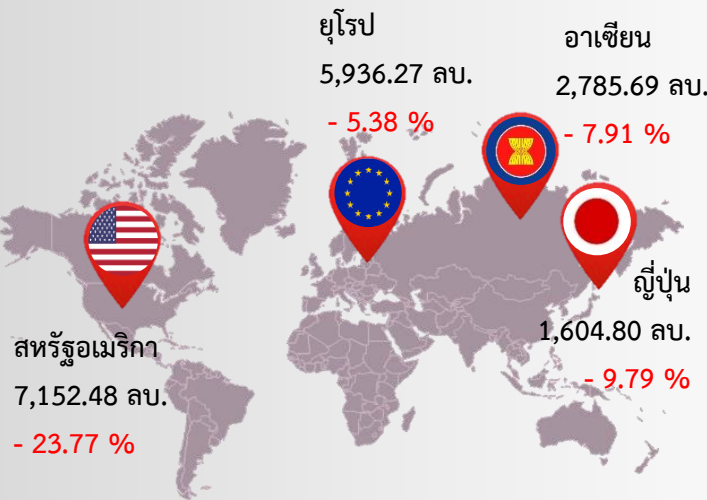 ยุโรป
5,936.27 ลบ.
- 5.38 %
อาเซียน
2,785.69 ลบ.
- 7.91 %
ญี่ปุ่น
1,604.80 ลบ.
- 9.79 %
สหรัฐอเมริกา
7,152.48 ลบ.
- 23.77 %